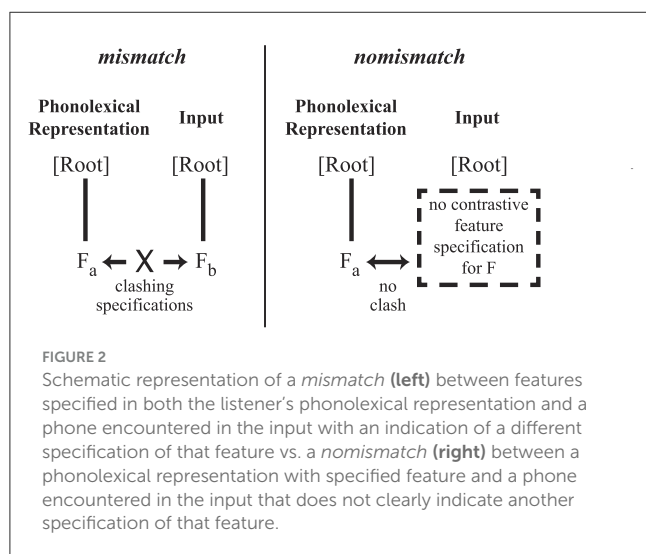 mismatch
Phonolexical
Representation
Input
[Root]
[Root]
Fa
X
Fb
clashing
specifications
nomismatch
Phonolexical
Representation
Input
[Root]
[Root]
no contrastive
feature
specification
for F
Fa
no
clash
FIGURE 2
Schematic representation of a mismatch (left) between features
specified in both the listener's phonolexical representation and a
phone encountered in the input with an indication of a different
specification of that feature vs. a nomismatch (right) between a
phonolexical representation with specified feature and a phone
encountered in the input that does not clearly indicate another
specification of that feature.